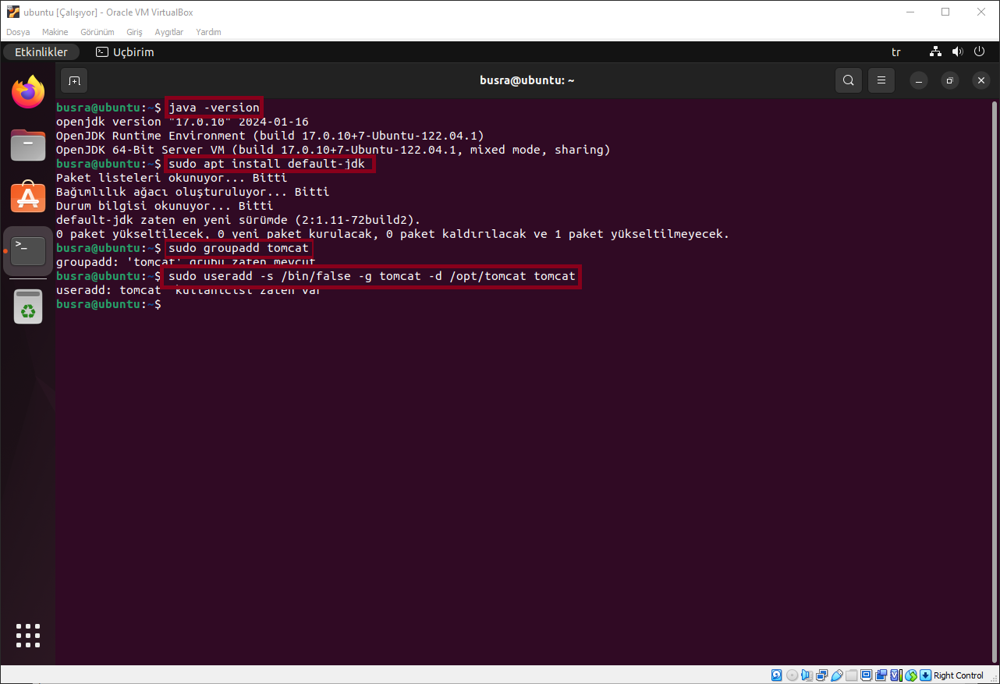 ubuntu [Çalışıyor] - Oracle VM VirtualBox
Dosya Makine Görünüm Giriş Aygıtlar Yardım
Etkinlikler Uçbirim tr
busra@ubuntu: ~
busra@ubuntu:~$ java -version
openjdk version "17.0.10" 2024-01-16
OpenJDK Runtime Environment (build 17.0.10+7-Ubuntu-122.04.1)
OpenJDK 64-Bit Server VM (build 17.0.10+7-Ubuntu-122.04.1, mixed mode, sharing)
busra@ubuntu:~$ sudo apt install default-jdk
Paket listeleri okunuyor... Bitti
Bağımlılık ağacı oluşturuluyor... Bitti
Durum bilgisi okunuyor... Bitti
default-jdk zaten en yeni sürümde (2:1.11-72build2).
0 paket yükseltilecek, 0 yeni paket kurulacak, 0 paket kaldırılacak ve 1 paket yükseltilmeyecek.
busra@ubuntu:~$ sudo groupadd tomcat
groupadd: 'tomcat' grubu zaten mevcut
busra@ubuntu:~$ sudo useradd -s /bin/false -g tomcat -d /opt/tomcat tomcat
useradd: tomcat kullanıcısı zaten var
busra@ubuntu:~$
Right Control